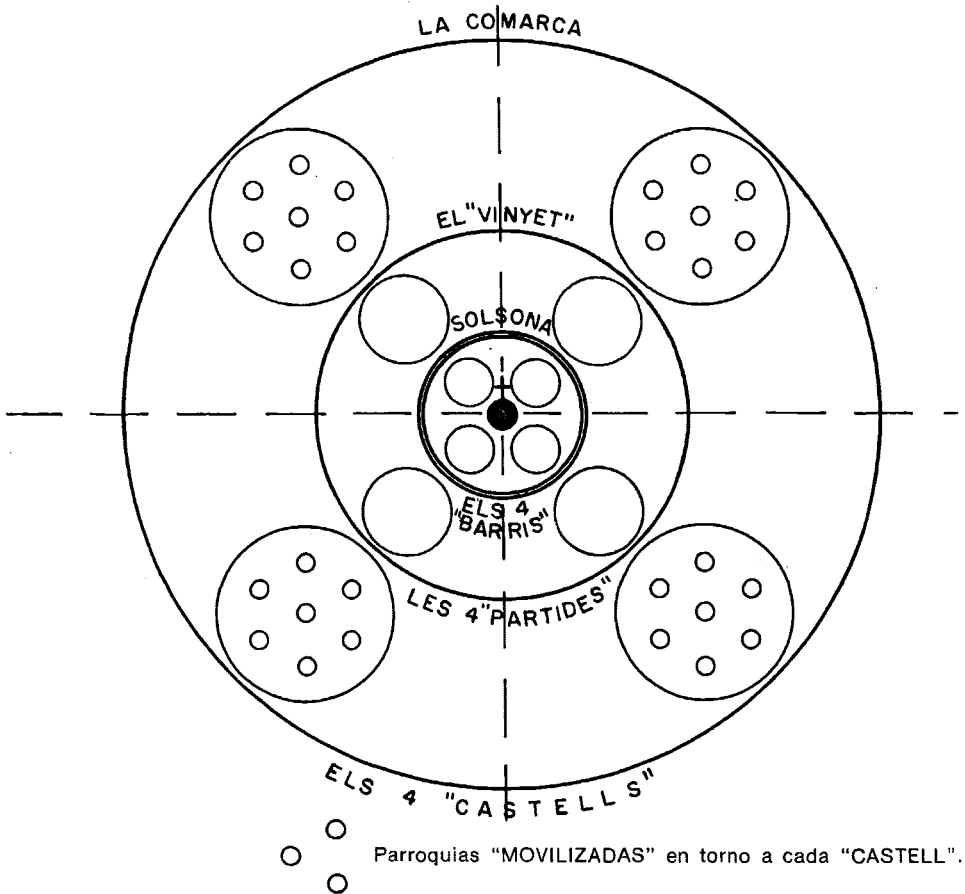 LA COMARCA
EL "VINYET"
SOLSONA
ELS 4
"BARRIS"
LES 4 "PARTIDES"
ELS 4 "CASTELLS"
Parroquias "MOVILIZADAS" en torno a cada "CASTELL".